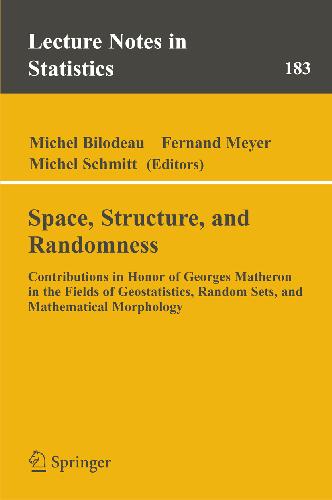 Lecture Notes in
Statistics
183
Michel Bilodeau Fernand Meyer
Michel Schmitt (Editors)
Space, Structure, and
Randomness
Contributions in Honor of Georges Matheron
in the Fields of Geostatistics, Random Sets, and
Mathematical Morphology
Springer